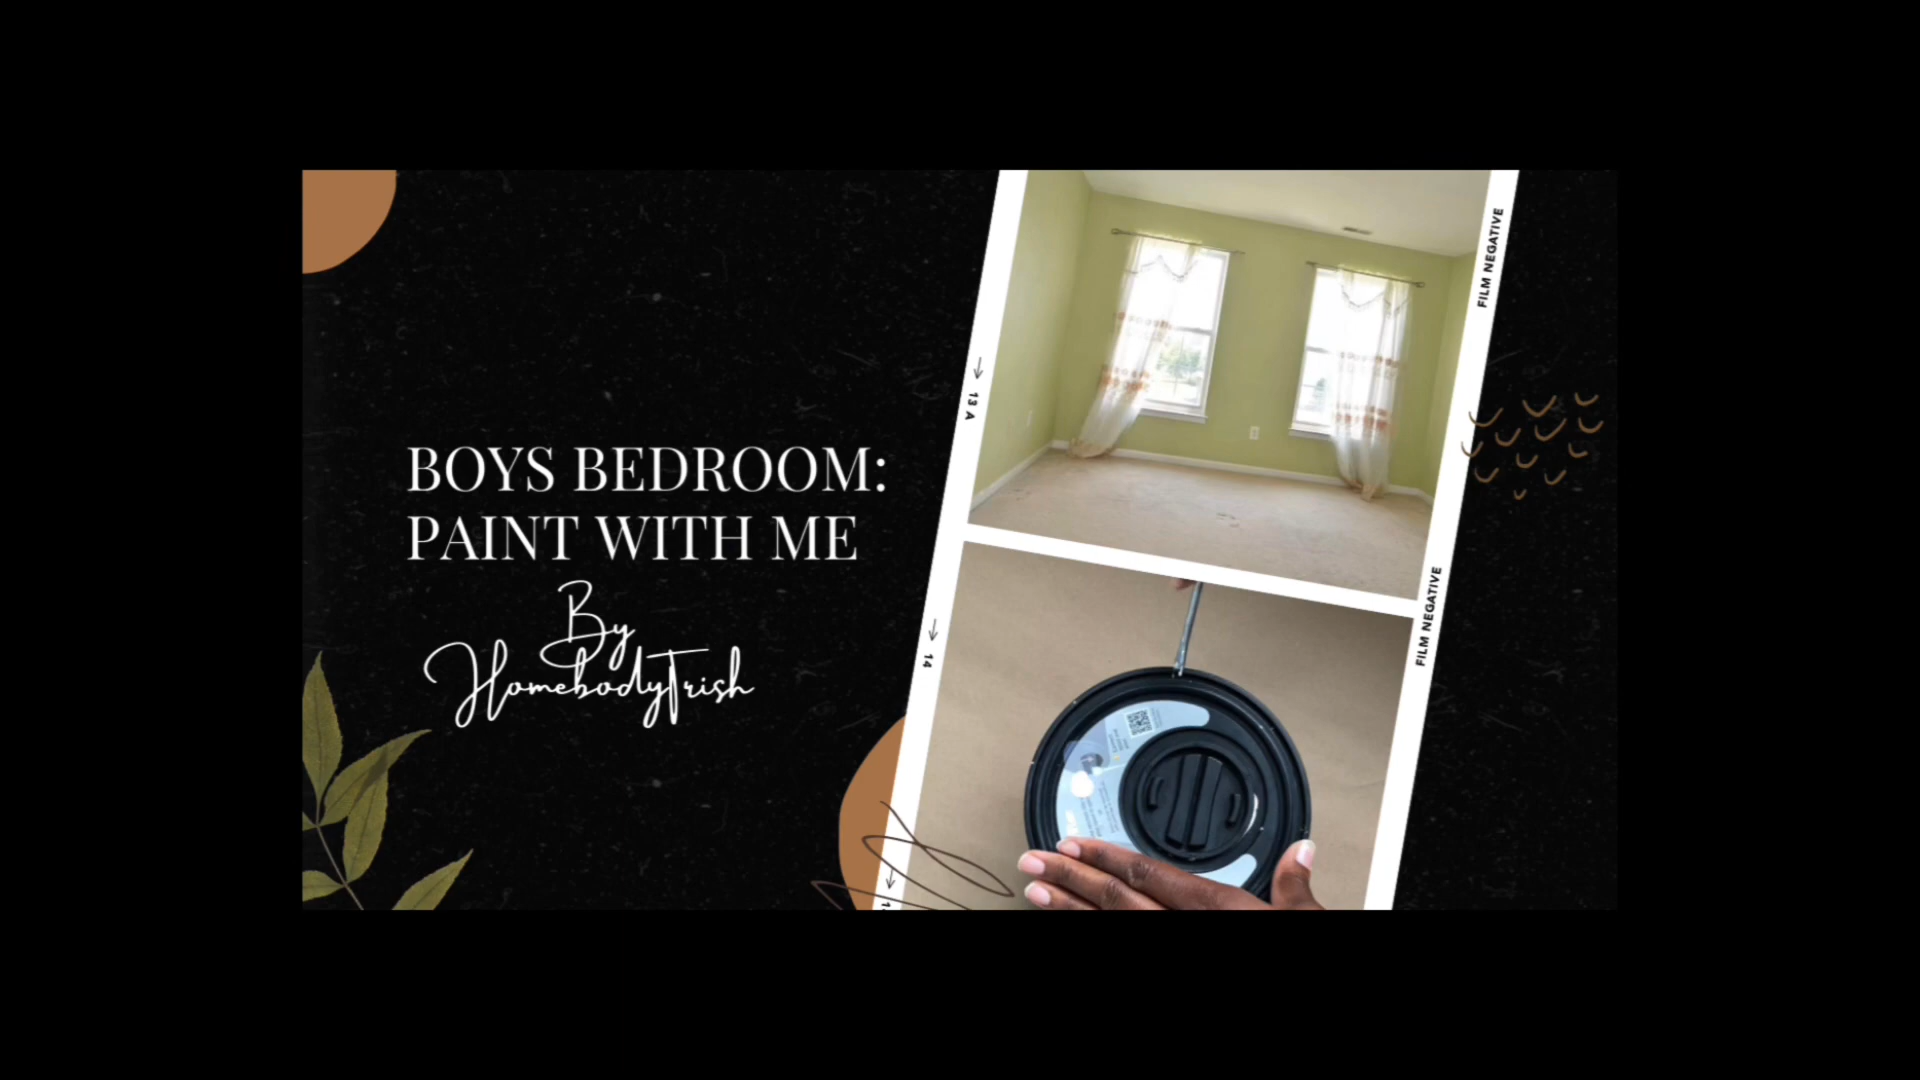 BOYS BEDROOM:
PAINT WITH ME
By
HomebodyTrish
FILM NEGATIVE
13 A
FILM NEGATIVE
14